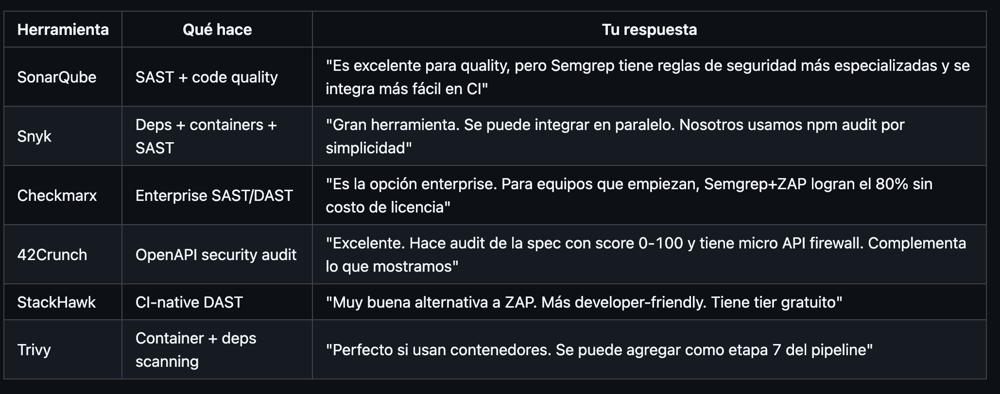 Herramienta
Qué hace
Tu respuesta
SonarQube
SAST + code quality
"Es excelente para quality, pero Semgrep tiene reglas de seguridad más especializadas y se
integra más fácil en CI"
Snyk
Deps + containers +
SAST
"Gran herramienta. Se puede integrar en paralelo. Nosotros usamos npm audit por
simplicidad"
Checkmarx
Enterprise SAST/DAST
"Es la opción enterprise. Para equipos que empiezan, Semgrep+ZAP logran el 80% sin
costo de licencia"
42Crunch
OpenAPI security audit
"Excelente. Hace audit de la spec con score 0-100 y tiene micro API firewall. Complementa
lo que mostramos"
StackHawk
CI-native DAST
"Muy buena alternativa a ZAP. Más developer-friendly. Tiene tier gratuito"
Trivy
Container + deps
scanning
"Perfecto si usan contenedores. Se puede agregar como etapa 7 del pipeline"